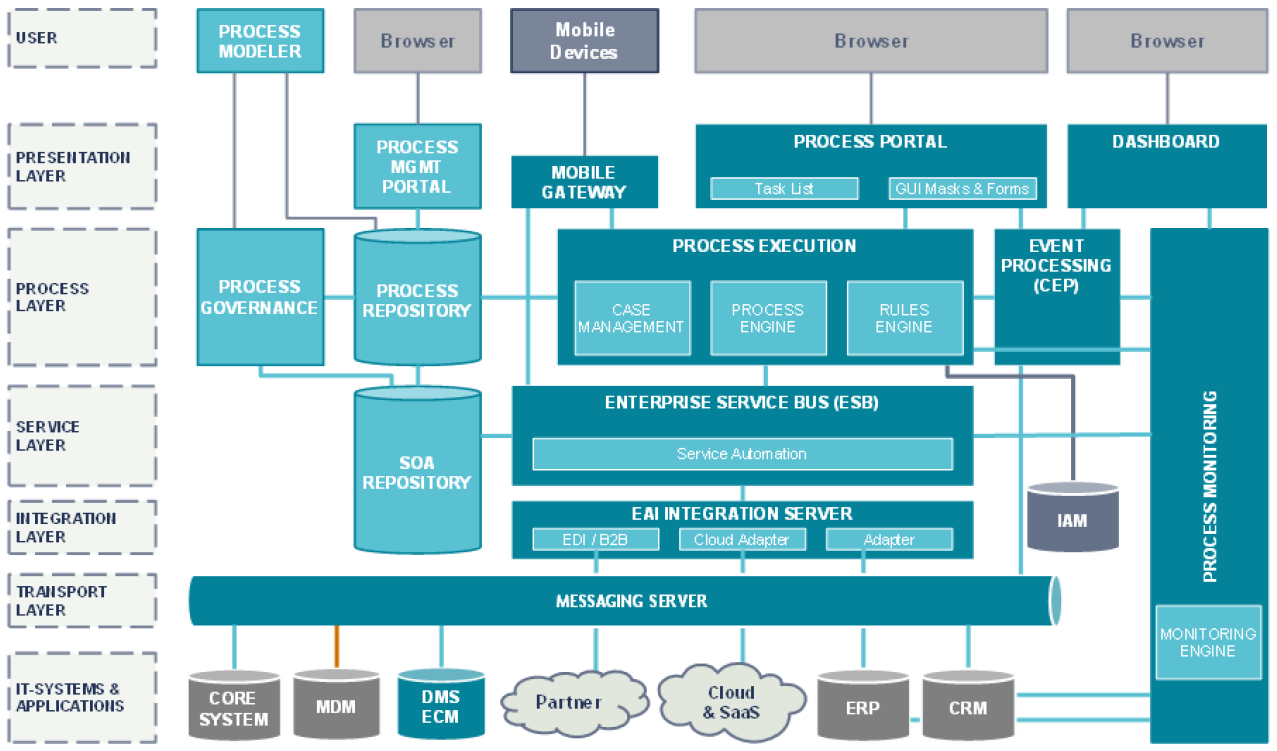 USER
PROCESS
MODELER
Browser
Mobile
Devices
Browser
Browser
PRESENTATION
LAYER
PROCESS
MGMT
PORTAL
MOBILE
GATEWAY
PROCESS PORTAL
Task List
GUI Masks & Forms
DASHBOARD
PROCESS
LAYER
PROCESS
GOVERNANCE
PROCESS
REPOSITORY
PROCESS EXECUTION
CASE
MANAGEMENT
PROCESS
ENGINE
RULES
ENGINE
EVENT
PROCESSING
(CEP)
SERVICE
LAYER
SOA
REPOSITORY
ENTERPRISE SERVICE BUS (ESB)
Service Automation
PROCESS MONITORING
INTEGRATION
LAYER
EAI INTEGRATION SERVER
EDI / B2B
Cloud Adapter
Adapter
IAM
TRANSPORT
LAYER
MESSAGING SERVER
MONITORING
ENGINE
IT-SYSTEMS &
APPLICATIONS
CORE
SYSTEM
MDM
DMS
ECM
Partner
Cloud
& SaaS
ERP
CRM